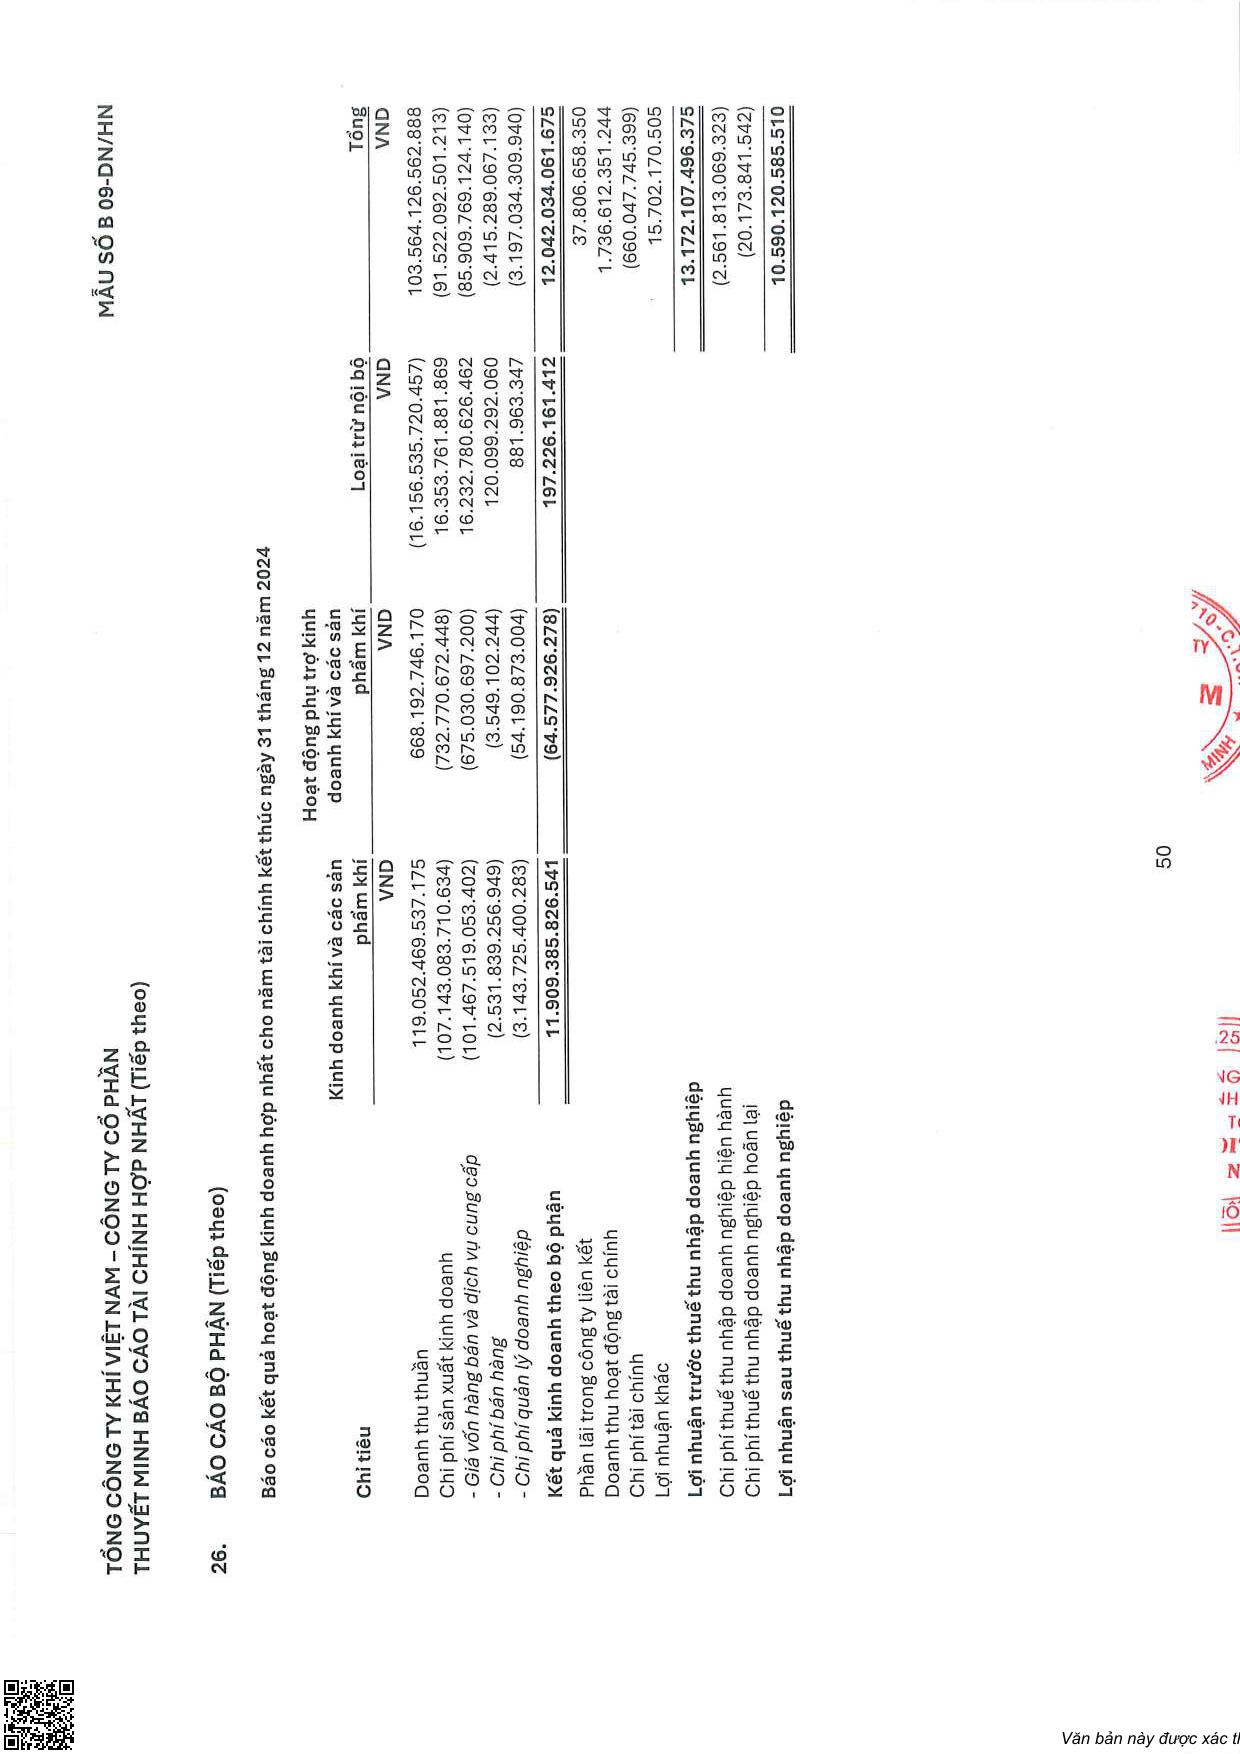 TỔNG CÔNG TY KHÍ VIỆT NAM – CÔNG TY CỔ PHẦN
THUYẾT MINH BÁO CÁO TÀI CHÍNH HỢP NHẤT (Tiếp theo)
MẪU SỐ B 09-DN/HN
26. BÁO CÁO BỘ PHẬN (Tiếp theo)
Báo cáo kết quả hoạt động kinh doanh hợp nhất cho năm tài chính kết thúc ngày 31 tháng 12 năm 2024
Chỉ tiêu
Kinh doanh khí và các sản
phẩm khí
VND
Hoạt động phụ trợ kinh
doanh khí và các sản
phẩm khí
VND
Loại trừ nội bộ
VND
Tổng
VND
Doanh thu thuần 119.052.469.537.175 668.192.746.170 (16.156.535.720.457) 103.564.126.562.888
Chi phí sản xuất kinh doanh (107.143.083.710.634) (732.770.672.448) 16.353.761.881.869 (91.522.092.501.213)
- Giá vốn hàng bán và dịch vụ cung cấp (101.467.519.053.402) (675.030.697.200) 16.232.780.626.462 (85.909.769.124.140)
- Chi phí bán hàng (2.531.839.256.949) (3.549.102.244) 120.099.292.060 (2.415.289.067.133)
- Chi phí quản lý doanh nghiệp (3.143.725.400.283) (54.190.873.004) 881.963.347 (3.197.034.309.940)
Kết quả kinh doanh theo bộ phận 11.909.385.826.541 (64.577.926.278) 197.226.161.412 12.042.034.061.675
Phần lãi trong công ty liên kết 37.806.658.350
Doanh thu hoạt động tài chính 1.736.612.351.244
Chi phí tài chính (660.047.745.399)
Lợi nhuận khác 15.702.170.505
Lợi nhuận trước thuế thu nhập doanh nghiệp 13.172.107.496.375
Chi phí thuế thu nhập doanh nghiệp hiện hành (2.561.813.069.323)
Chi phí thuế thu nhập doanh nghiệp hoãn lại (20.173.841.542)
Lợi nhuận sau thuế thu nhập doanh nghiệp 10.590.120.585.510
50
TY
M
MINH
Văn bản này được xác th